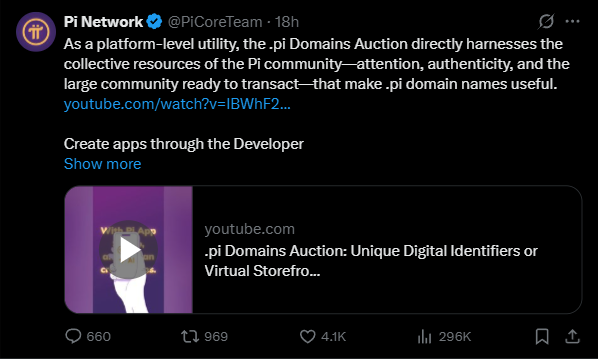 Pi Network @PiCoreTeam · 18h
As a platform-level utility, the .pi Domains Auction directly harnesses the
collective resources of the Pi community—attention, authenticity, and the
large community ready to transact—that make .pi domain names useful.
youtube.com/watch?v=IBWhF2...
Create apps through the Developer
Show more
With Pi App
youtube.com
.pi Domains Auction: Unique Digital Identifiers or
Virtual Storefro...
660 969 4.1K 296K